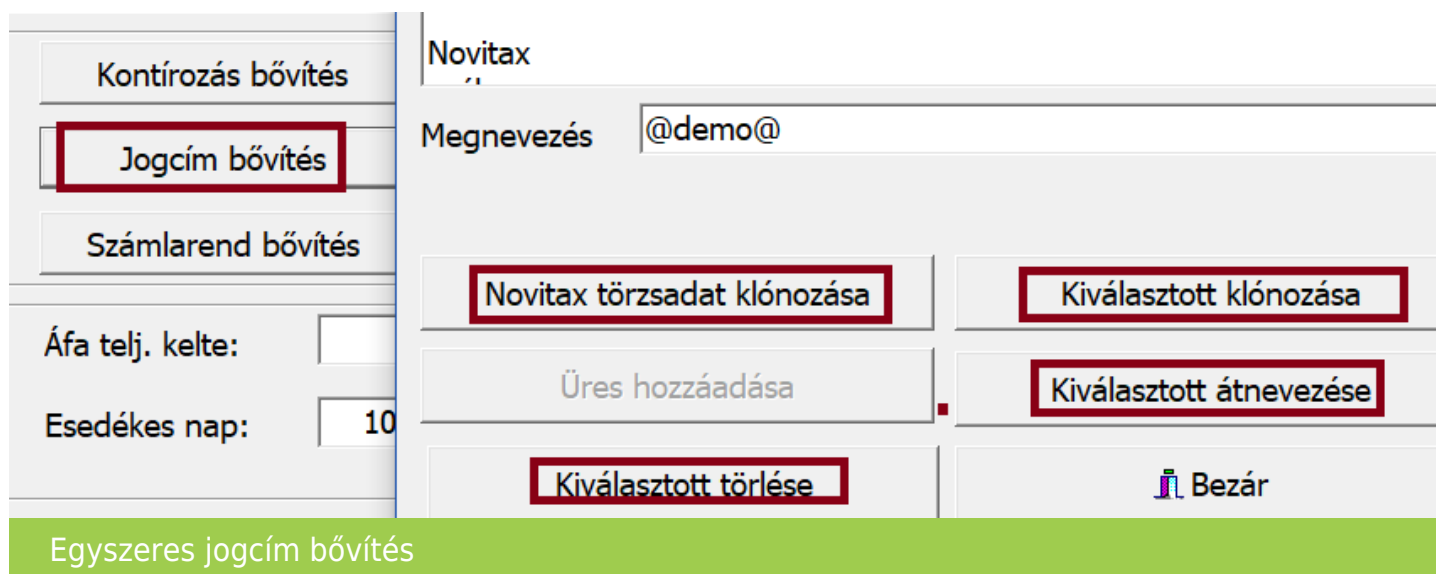 Kontírozás bővítés
Jogcím bővítés
Számlarend bővítés
Áfa telj. kelte:
Esedékes nap: 10
Novitax
Megnevezés @demo@
Novitax törzsadat klónozása
Kiválasztott klónozása
Üres hozzáadása
Kiválasztott átnevezése
Kiválasztott törlése
Bezár
Egyszeres jogcím bővítés